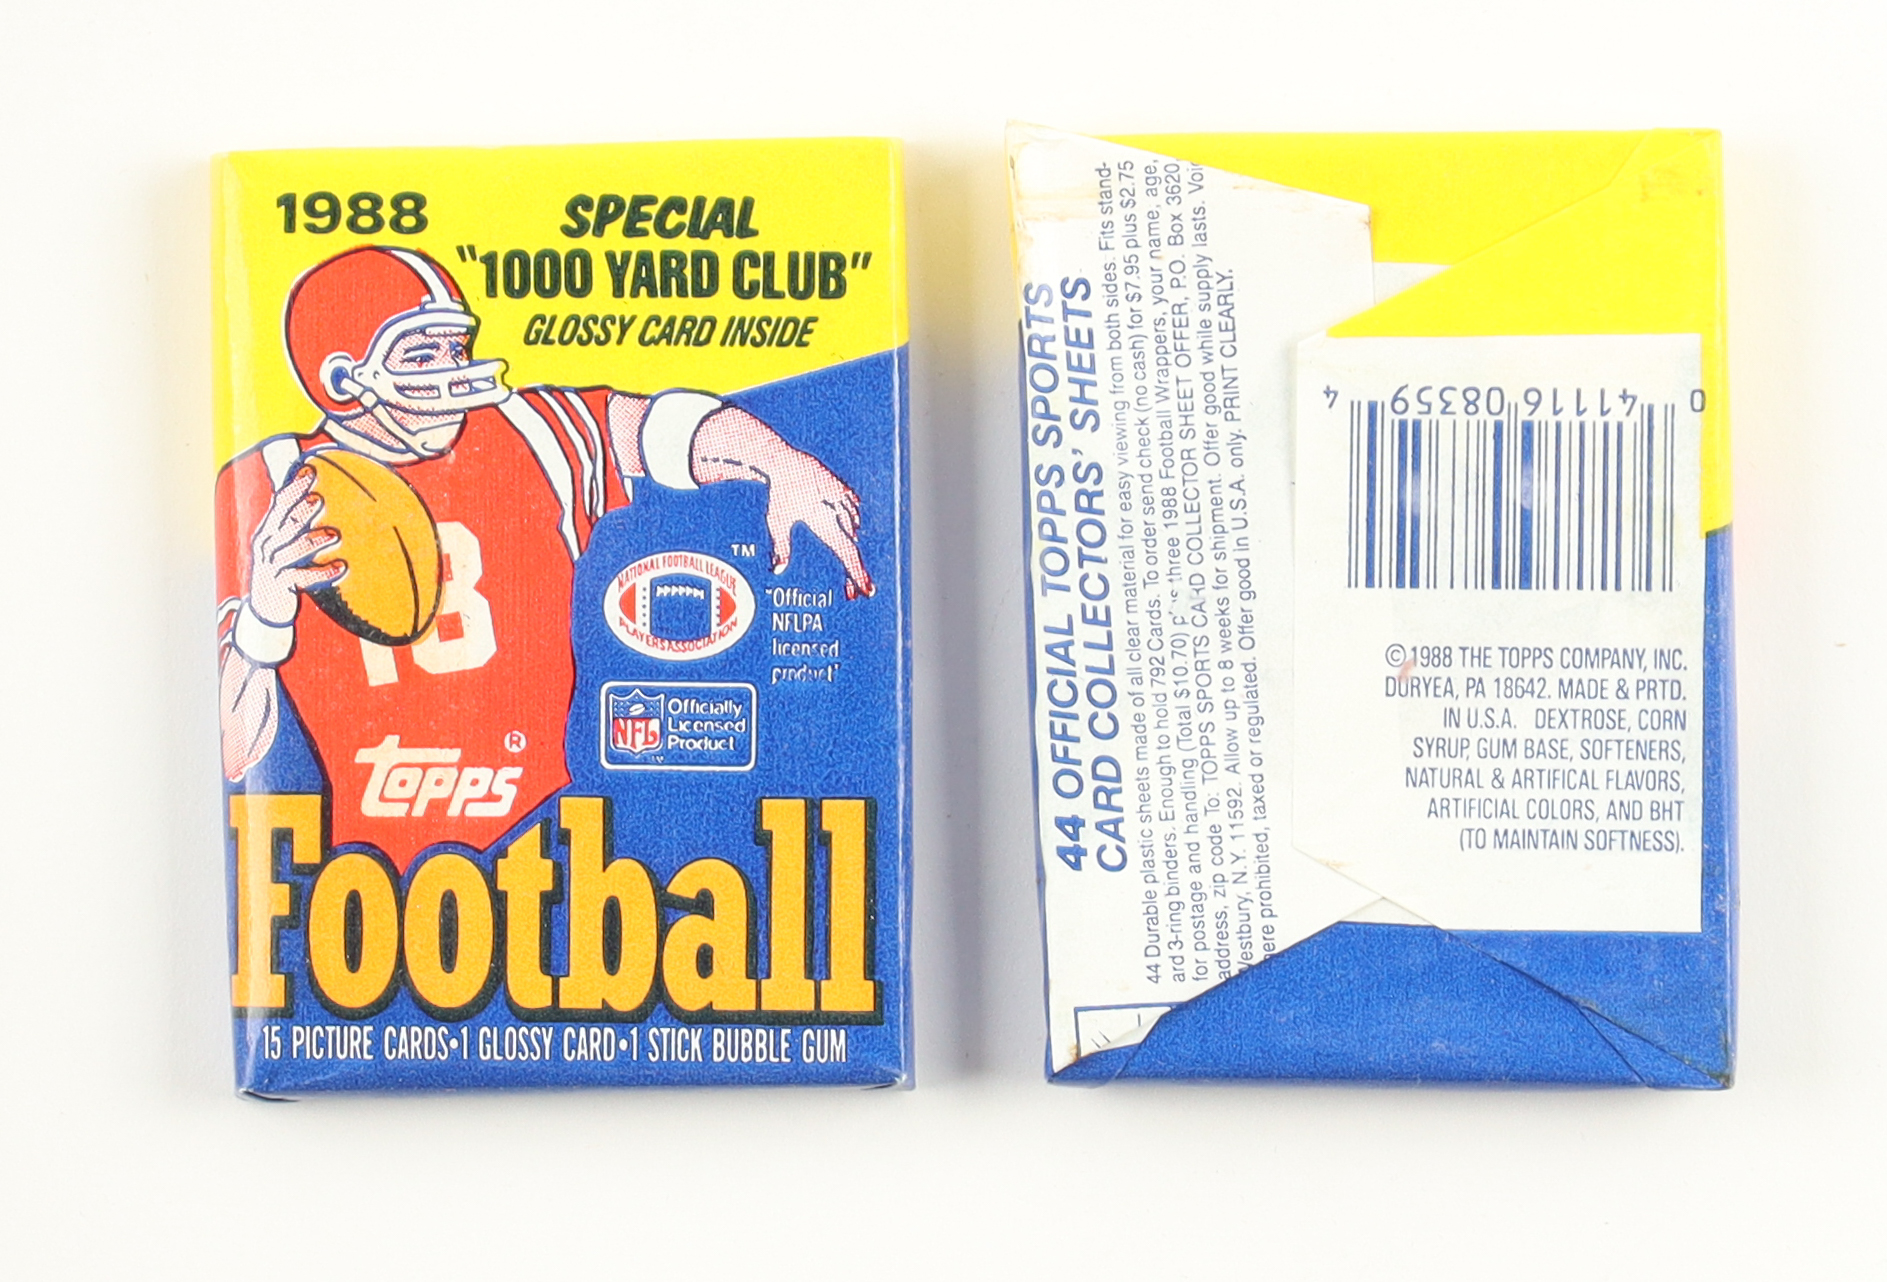 1988
SPECIAL
"1000 YARD CLUB"
GLOSSY CARD INSIDE
18
TM
NATIONAL FOOTBALL LEAGUE
PLAYERS ASSOCIATION
"Official
NFLPA
licensed
product"
NFL
Officially
Licensed
Product
topps ®
Football
15 PICTURE CARDS•1 GLOSSY CARD•1 STICK BUBBLE GUM
44 OFFICIAL TOPPS SPORTS
CARD COLLECTORS' SHEETS
44 Durable plastic sheets made of all clear material for easy viewing from both sides. Fits stand-
ard 3-ring binders. Enough to hold 792 Cards. To order send check (no cash) for $7.95 plus $2.75
for postage and handling (Total $10.70) three 1988 Football Wrappers, your name, age,
address, zip code To: TOPPS SPORTS CARD COLLECTOR SHEET OFFER, P.O. Box 3620,
Westbury, N.Y. 11592. Allow up to 8 weeks for shipment. Offer good while supply lasts.
ere prohibited, taxed or regulated. Offer good in U.S.A. only. PRINT CLEARLY.
0 41116 08359 4
© 1988 THE TOPPS COMPANY, INC.
DURYEA, PA 18642. MADE & PRTD.
IN U.S.A. DEXTROSE, CORN
SYRUP, GUM BASE, SOFTENERS,
NATURAL & ARTIFICAL FLAVORS,
ARTIFICIAL COLORS, AND BHT
(TO MAINTAIN SOFTNESS).